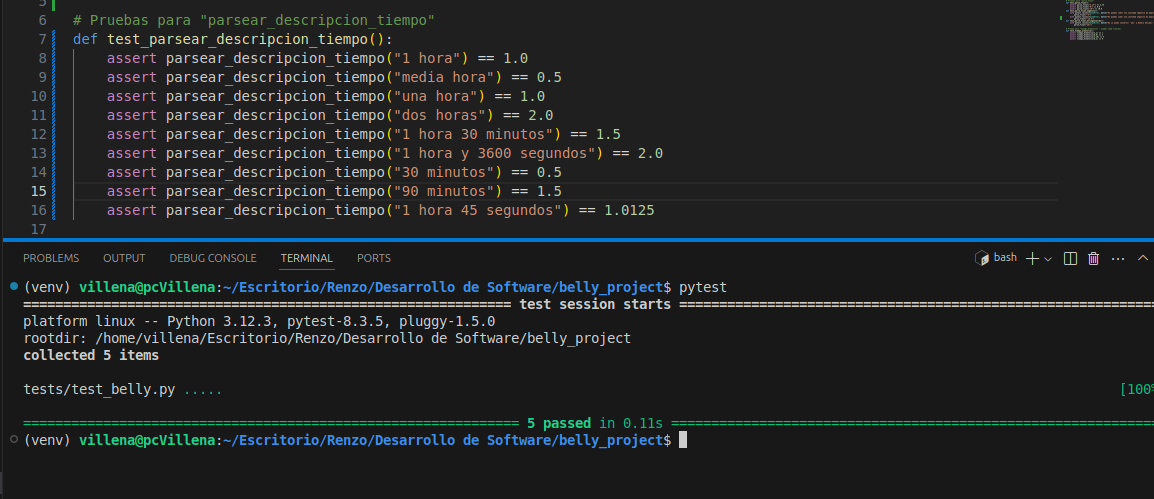 5
6 # Pruebas para "parsear_descripcion_tiempo"
7 def test_parsear_descripcion_tiempo():
8 assert parsear_descripcion_tiempo("1 hora") == 1.0
9 assert parsear_descripcion_tiempo("media hora") == 0.5
10 assert parsear_descripcion_tiempo("una hora") == 1.0
11 assert parsear_descripcion_tiempo("dos horas") == 2.0
12 assert parsear_descripcion_tiempo("1 hora 30 minutos") == 1.5
13 assert parsear_descripcion_tiempo("1 hora y 3600 segundos") == 2.0
14 assert parsear_descripcion_tiempo("30 minutos") == 0.5
15 assert parsear_descripcion_tiempo("90 minutos") == 1.5
16 assert parsear_descripcion_tiempo("1 hora 45 segundos") == 1.0125
17
PROBLEMS OUTPUT DEBUG CONSOLE TERMINAL PORTS bash
(venv) villena@pcVillena:~/Escritorio/Renzo/Desarrollo de Software/belly_project$ pytest
============================================================ test session starts ============================================================
platform linux -- Python 3.12.3, pytest-8.3.5, pluggy-1.5.0
rootdir: /home/villena/Escritorio/Renzo/Desarrollo de Software/belly_project
collected 5 items
tests/test_belly.py ..... [100%
============================================================ 5 passed in 0.11s ============================================================
(venv) villena@pcVillena:~/Escritorio/Renzo/Desarrollo de Software/belly_project$